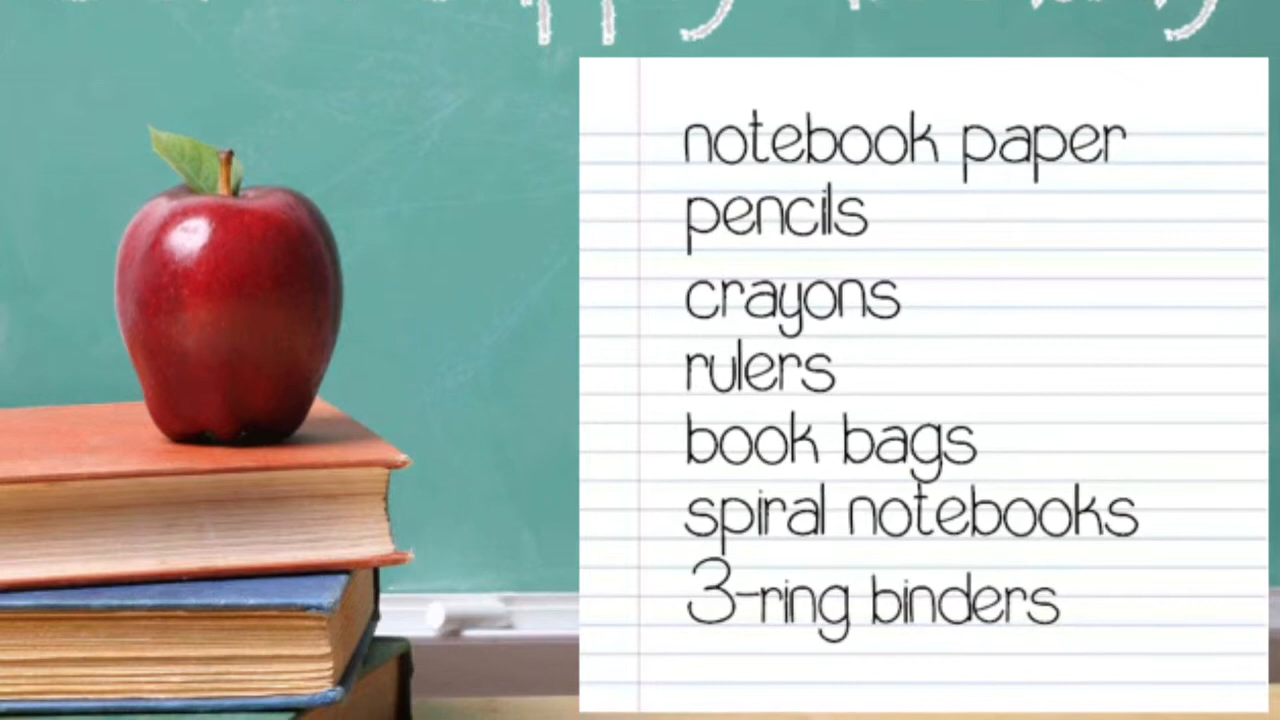 notebook paper
pencils
crayons
rulers
book bags
spiral notebooks
3-ring binders